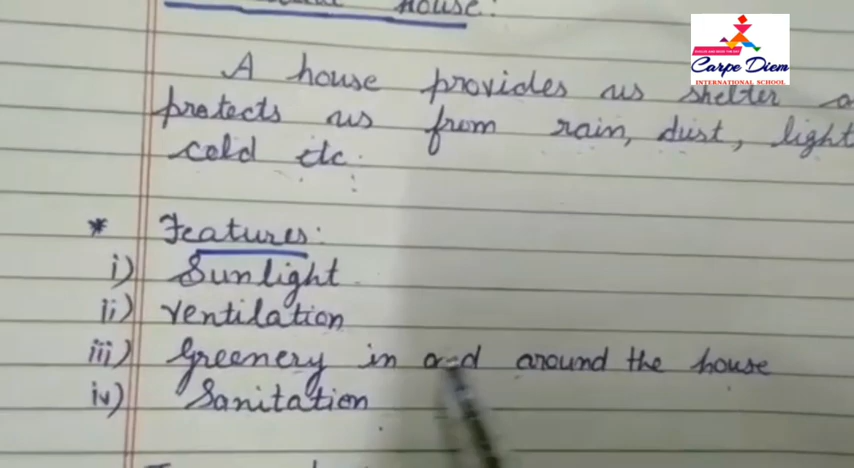 house:
A house provides us shelter a
protects us from rain, dust, light
cold etc.
* Features:
i) Sunlight
ii) Ventilation
iii) Greenery in and around the house
iv) Sanitation
Carpe Diem
INTERNATIONAL SCHOOL